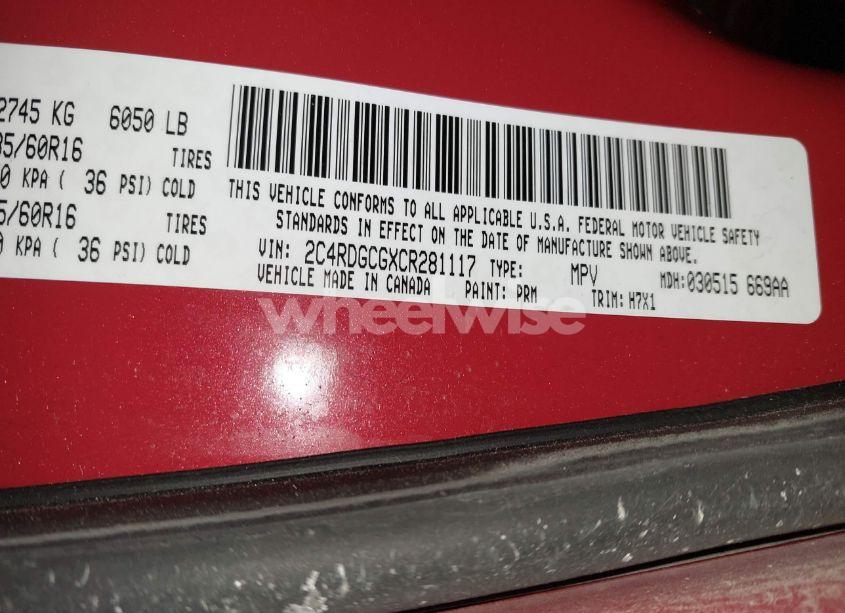 2745 KG 6050 LB
5/60R16 TIRES
0 KPA ( 36 PSI) COLD
5/60R16 TIRES
KPA ( 36 PSI) COLD
THIS VEHICLE CONFORMS TO ALL APPLICABLE U.S.A. FEDERAL MOTOR VEHICLE SAFETY
STANDARDS IN EFFECT ON THE DATE OF MANUFACTURE SHOWN ABOVE.
VIN: 2C4RDGCGXCR281117 TYPE: MPV MDH:030515 669AA
VEHICLE MADE IN CANADA PAINT: PRM TRIM: H7X1
wheelwise